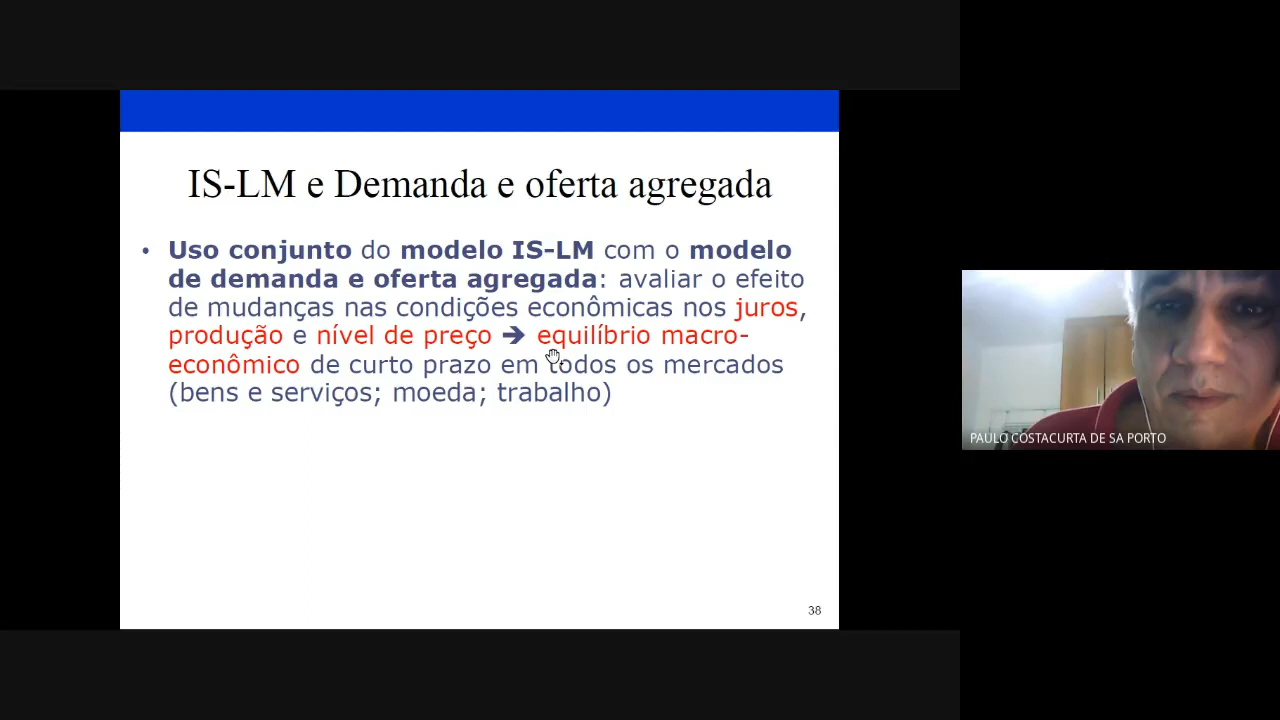 IS-LM e Demanda e oferta agregada
• Uso conjunto do modelo IS-LM com o modelo
de demanda e oferta agregada: avaliar o efeito
de mudanças nas condições econômicas nos juros,
produção e nível de preço ➔ equilíbrio macro-
econômico de curto prazo em todos os mercados
(bens e serviços; moeda; trabalho)
38
PAULO COSTACURTA DE SA PORTO